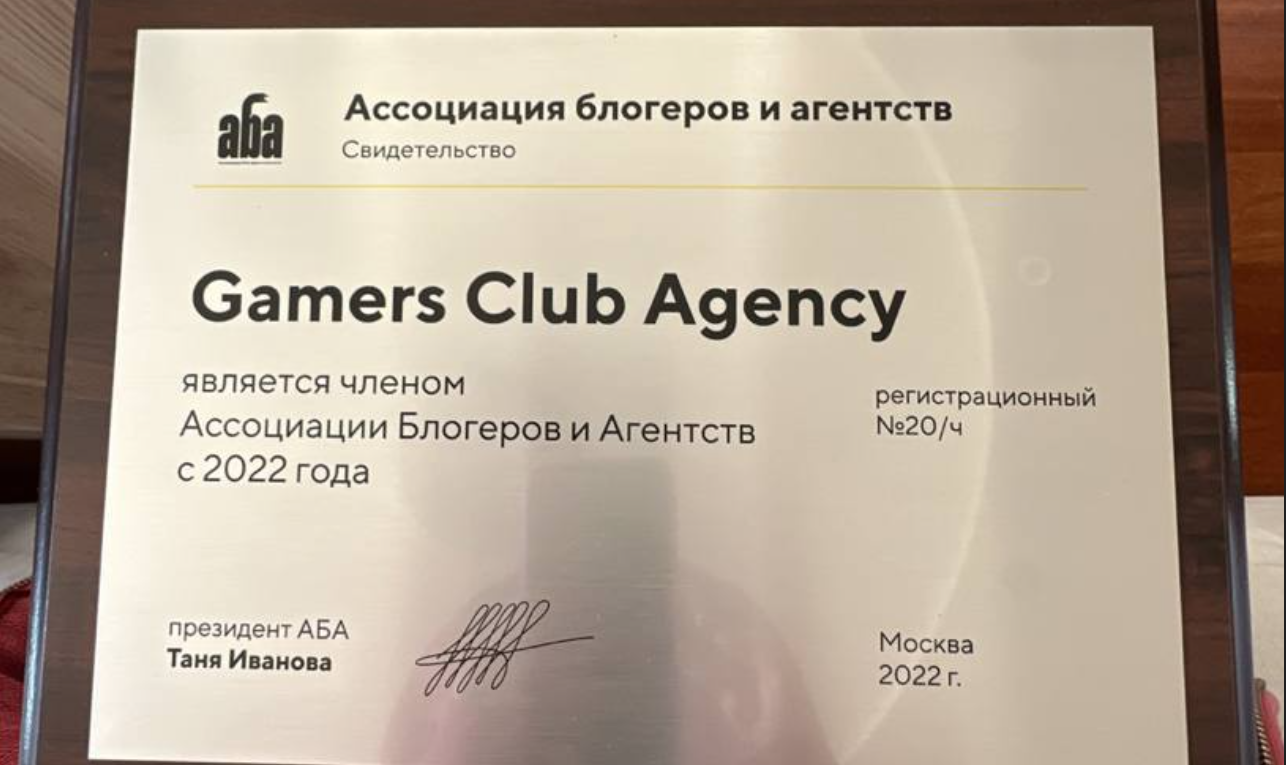 аба
Ассоциация блогеров и агентств
Свидетельство
Gamers Club Agency
является членом
Ассоциации Блогеров и Агентств
с 2022 года
регистрационный
№20/ч
президент АБА
Таня Иванова
Москва
2022 г.